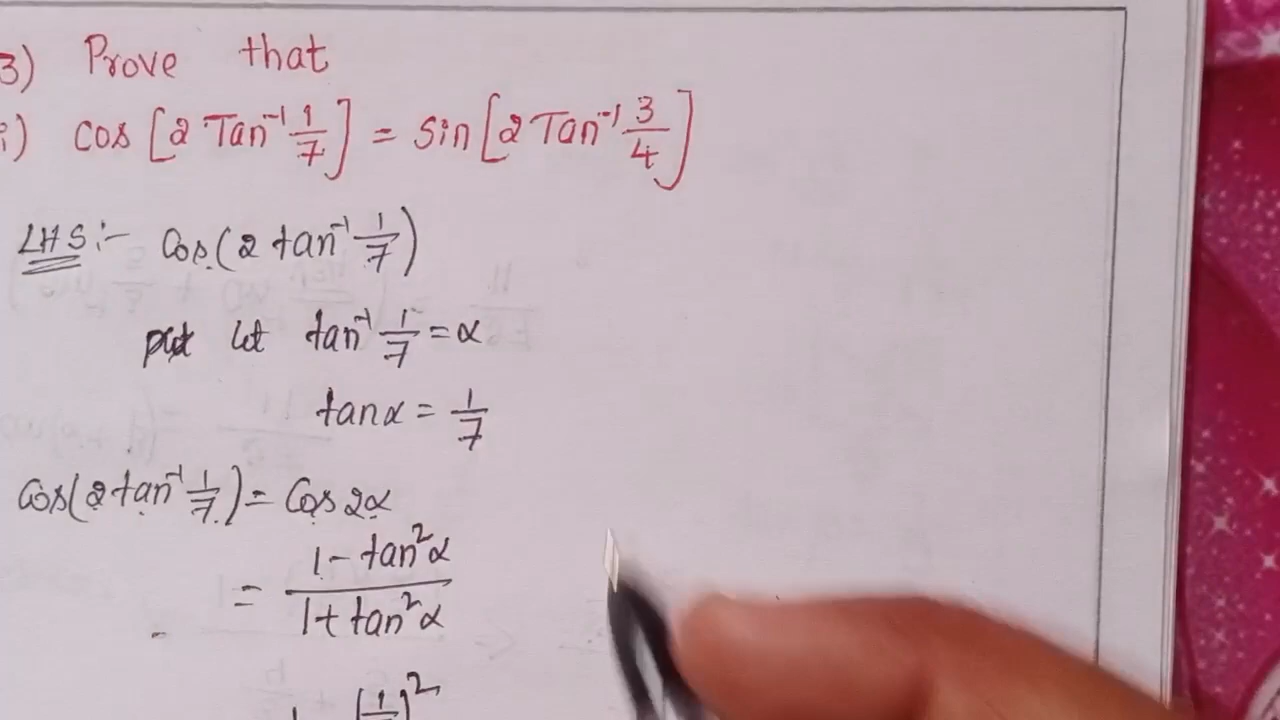 3) Prove that
i) cos [2 Tan⁻¹ 1/7] = Sin [2 Tan⁻¹ 3/4]
LHS:- Cos(2 tan⁻¹ 1/7)
put let tan⁻¹ 1/7 = α
tanα = 1/7
Cos(2 tan⁻¹ 1/7) = Cos 2α
= (1 - tan²α)/(1 + tan²α)